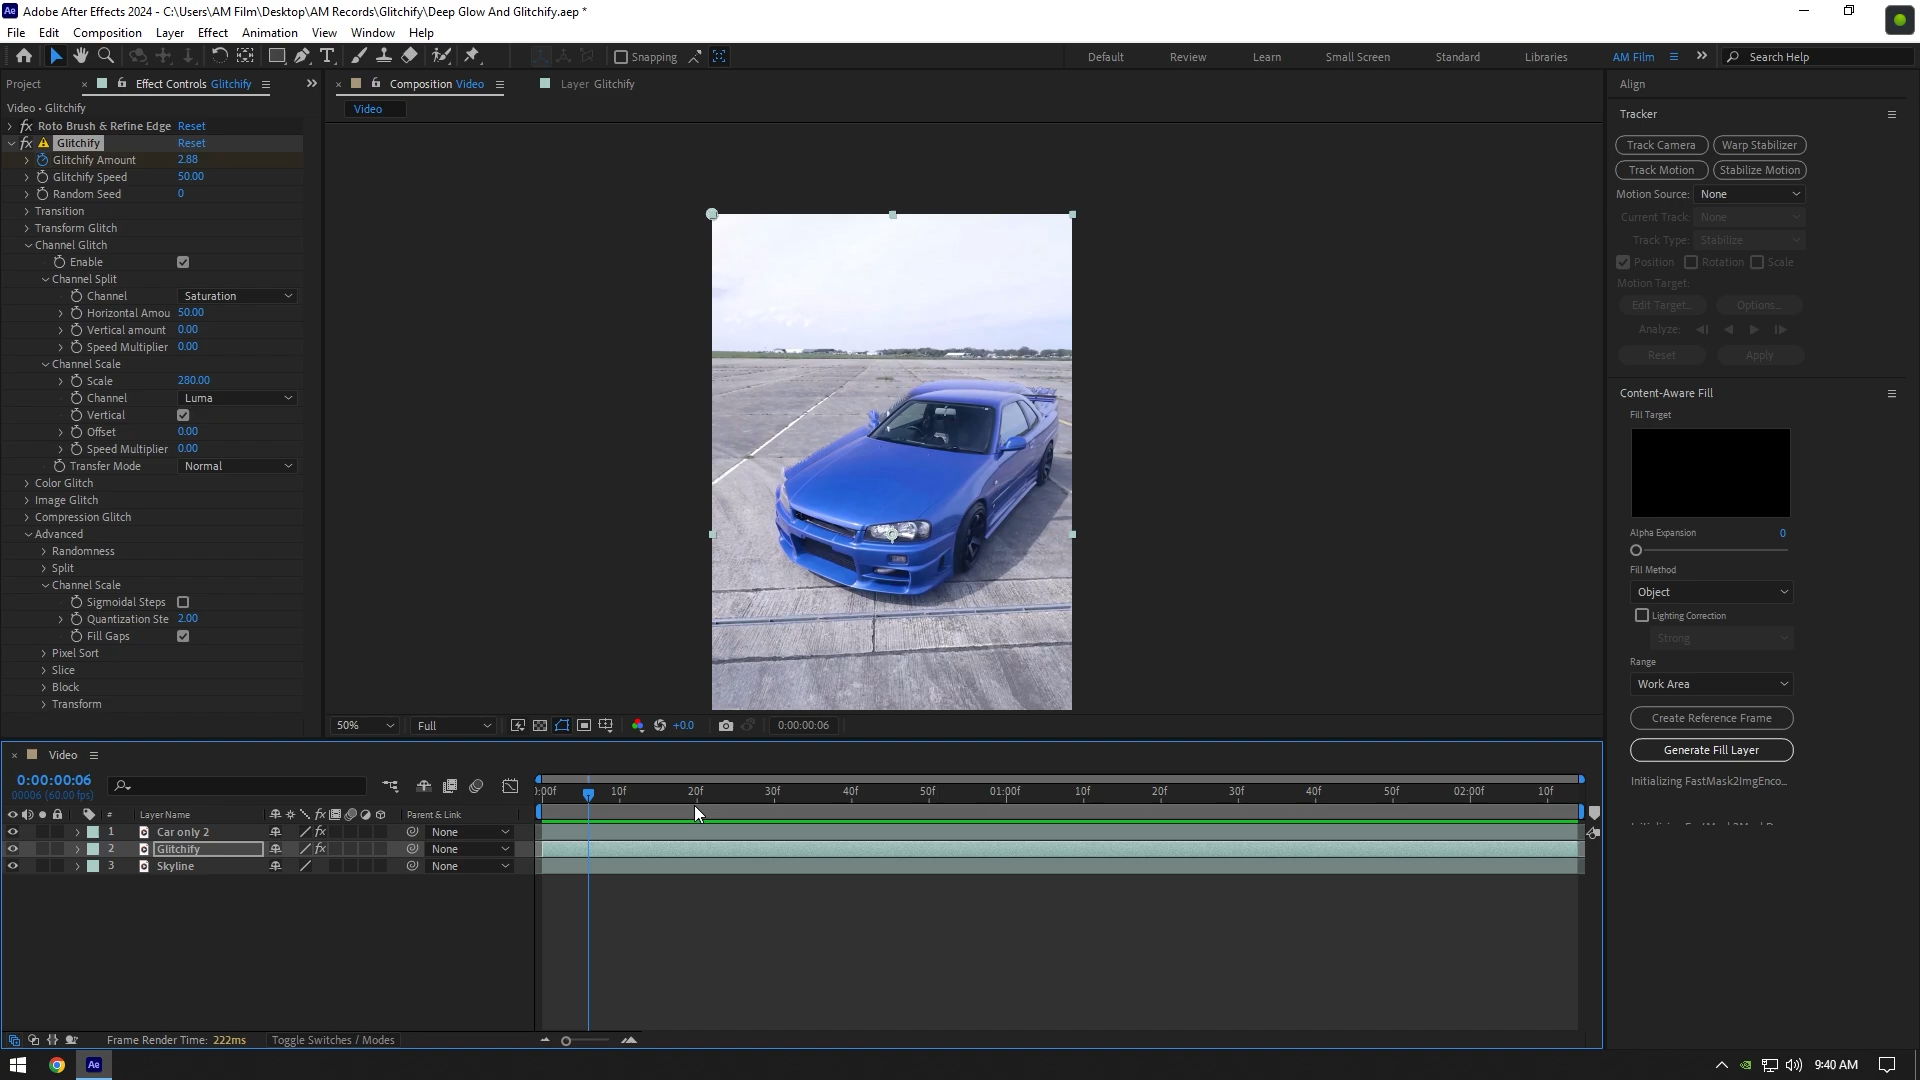 Adobe After Effects 2024 - C:\Users\AM Film\Desktop\AM Records\Glitchify\Deep Glow And Glitchify.aep *
File Edit Composition Layer Effect Animation View Window Help
Snapping
Default Review Learn Small Screen Standard Libraries AM Film Search Help
Project Effect Controls Glitchify
Composition Video Layer Glitchify
Video
Video • Glitchify
fx Roto Brush & Refine Edge Reset
fx Glitchify Reset
Glitchify Amount 2.88
Glitchify Speed 50.00
Random Seed 0
Transition
Transform Glitch
Channel Glitch
Enable
Channel Split
Channel Saturation
Horizontal Amou 50.00
Vertical amount 0.00
Speed Multiplier 0.00
Channel Scale
Scale 280.00
Channel Luma
Vertical
Offset 0.00
Speed Multiplier 0.00
Transfer Mode Normal
Color Glitch
Image Glitch
Compression Glitch
Advanced
Randomness
Split
Channel Scale
Sigmoidal Steps
Quantization Ste 2.00
Fill Gaps
Pixel Sort
Slice
Block
Transform
50% Full +0.0 0:00:00:06
Align
Tracker
Track Camera Warp Stabilizer
Track Motion Stabilize Motion
Motion Source: None
Current Track: None
Track Type: Stabilize
Position Rotation Scale
Motion Target:
Edit Target... Options...
Analyze:
Reset Apply
Content-Aware Fill
Fill Target
Alpha Expansion 0
Fill Method
Object
Lighting Correction
Strong
Range
Work Area
Create Reference Frame
Generate Fill Layer
Initializing FastMask2ImgEnco...
Video
0:00:00:06
00006 (60.00 fps)
:00f 10f 20f 30f 40f 50f 01:00f 10f 20f 30f 40f 50f 02:00f 10f
# Layer Name fx Parent & Link
1 Car only 2 fx None
2 Glitchify fx None
3 Skyline None
Frame Render Time: 222ms Toggle Switches / Modes
Ae 9:40 AM